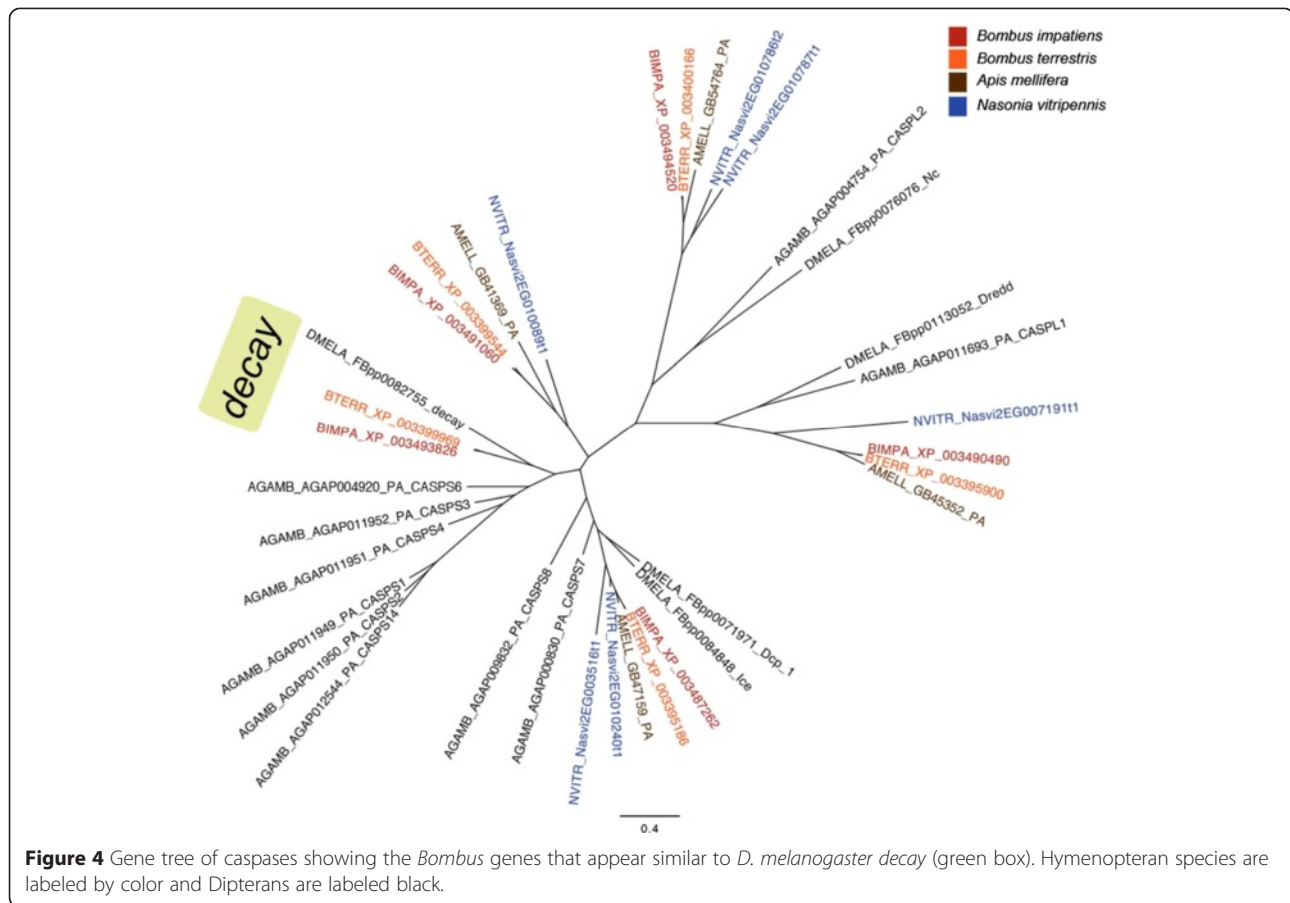 Bombus impatiens
Bombus terrestris
Apis mellifera
Nasonia vitripennis
BIMPA_XP_003494520
BTERR_XP_003400166
AMELL_GB54764_PA
NVITR_Nasvi2EG010786t2
NVITR_Nasvi2EG010787t1
AGAMB_AGAP004754_PA_CASPL2
DMELA_FBpp0076076_Nc
DMELA_FBpp0113052_Dredd
AGAMB_AGAP011693_PA_CASPL1
NVITR_Nasvi2EG007191t1
BIMPA_XP_003490490
BTERR_XP_003395900
AMELL_GB45352_PA
NVITR_Nasvi2EG010089t1
AMELL_GB41369_PA
BTERR_XP_003399544
BIMPA_XP_003491060
decay
DMELA_FBpp0082755_decay
BTERR_XP_003399969
BIMPA_XP_003493826
AGAMB_AGAP004920_PA_CASPS6
AGAMB_AGAP011952_PA_CASPS3
AGAMB_AGAP011951_PA_CASPS4
AGAMB_AGAP011949_PA_CASPS1
AGAMB_AGAP011950_PA_CASPS2
AGAMB_AGAP012544_PA_CASPS14
AGAMB_AGAP009832_PA_CASPS8
AGAMB_AGAP000830_PA_CASPS7
NVITR_Nasvi2EG003516t1
NVITR_Nasvi2EG010240t1
AMELL_GB47159_PA
BTERR_XP_003395186
BIMPA_XP_003487262
DMELA_FBpp0084848_Ice
DMELA_FBpp0071971_Dcp_1
0.4
Figure 4 Gene tree of caspases showing the Bombus genes that appear similar to D. melanogaster decay (green box). Hymenopteran species are
labeled by color and Dipterans are labeled black.